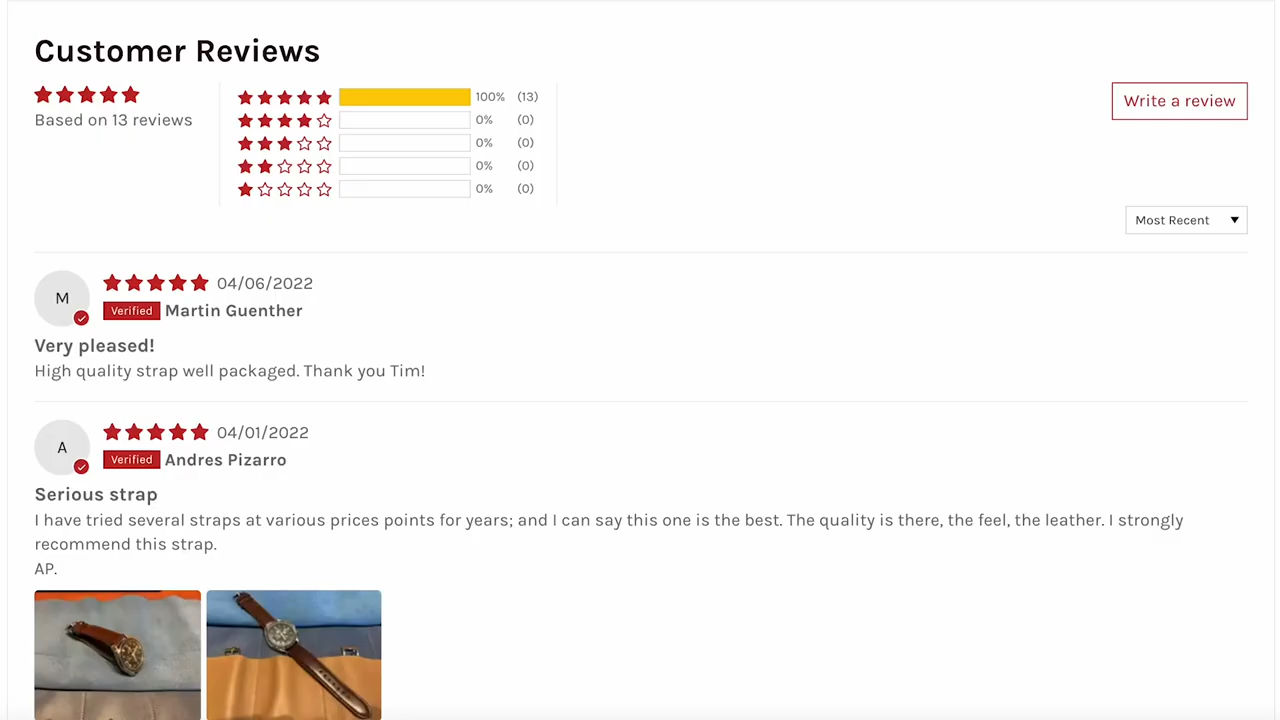 Customer Reviews
Based on 13 reviews
100% (13)
0% (0)
0% (0)
0% (0)
0% (0)
Write a review
Most Recent
M
04/06/2022
Verified Martin Guenther
Very pleased!
High quality strap well packaged. Thank you Tim!
A
04/01/2022
Verified Andres Pizarro
Serious strap
I have tried several straps at various prices points for years; and I can say this one is the best. The quality is there, the feel, the leather. I strongly
recommend this strap.
AP.